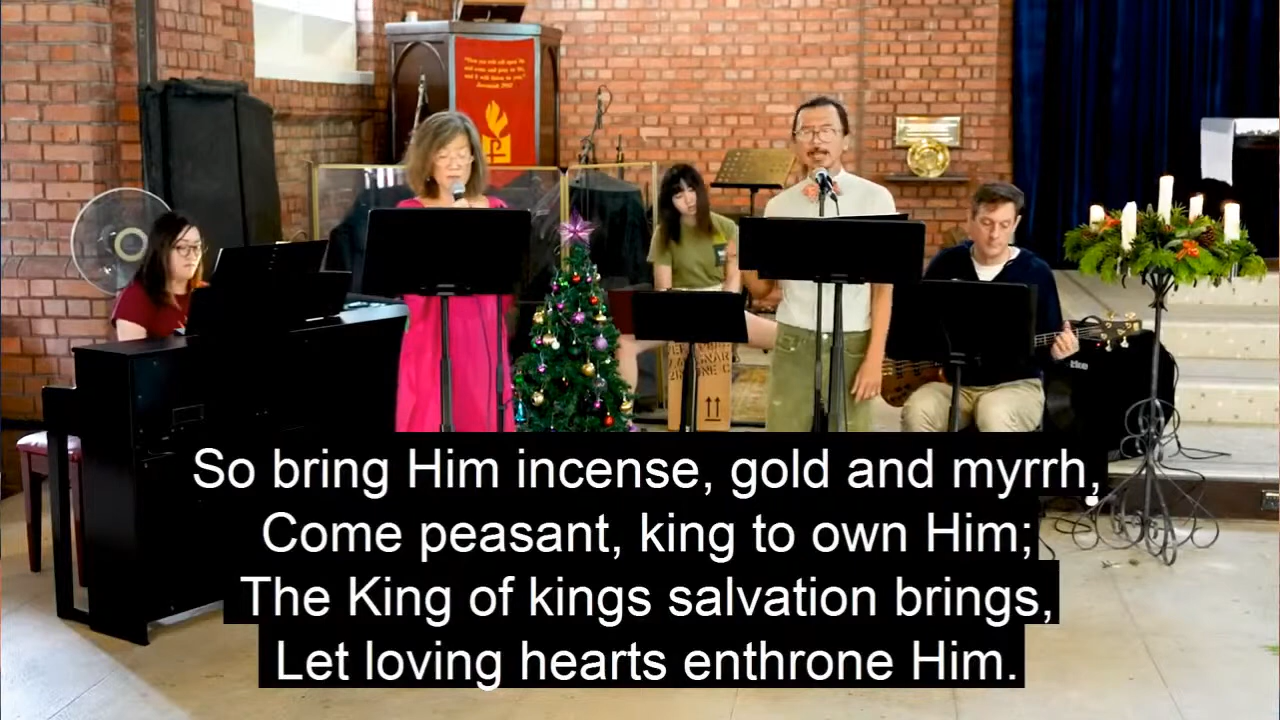 So bring Him incense, gold and myrrh,
Come peasant, king to own Him;
The King of kings salvation brings,
Let loving hearts enthrone Him.